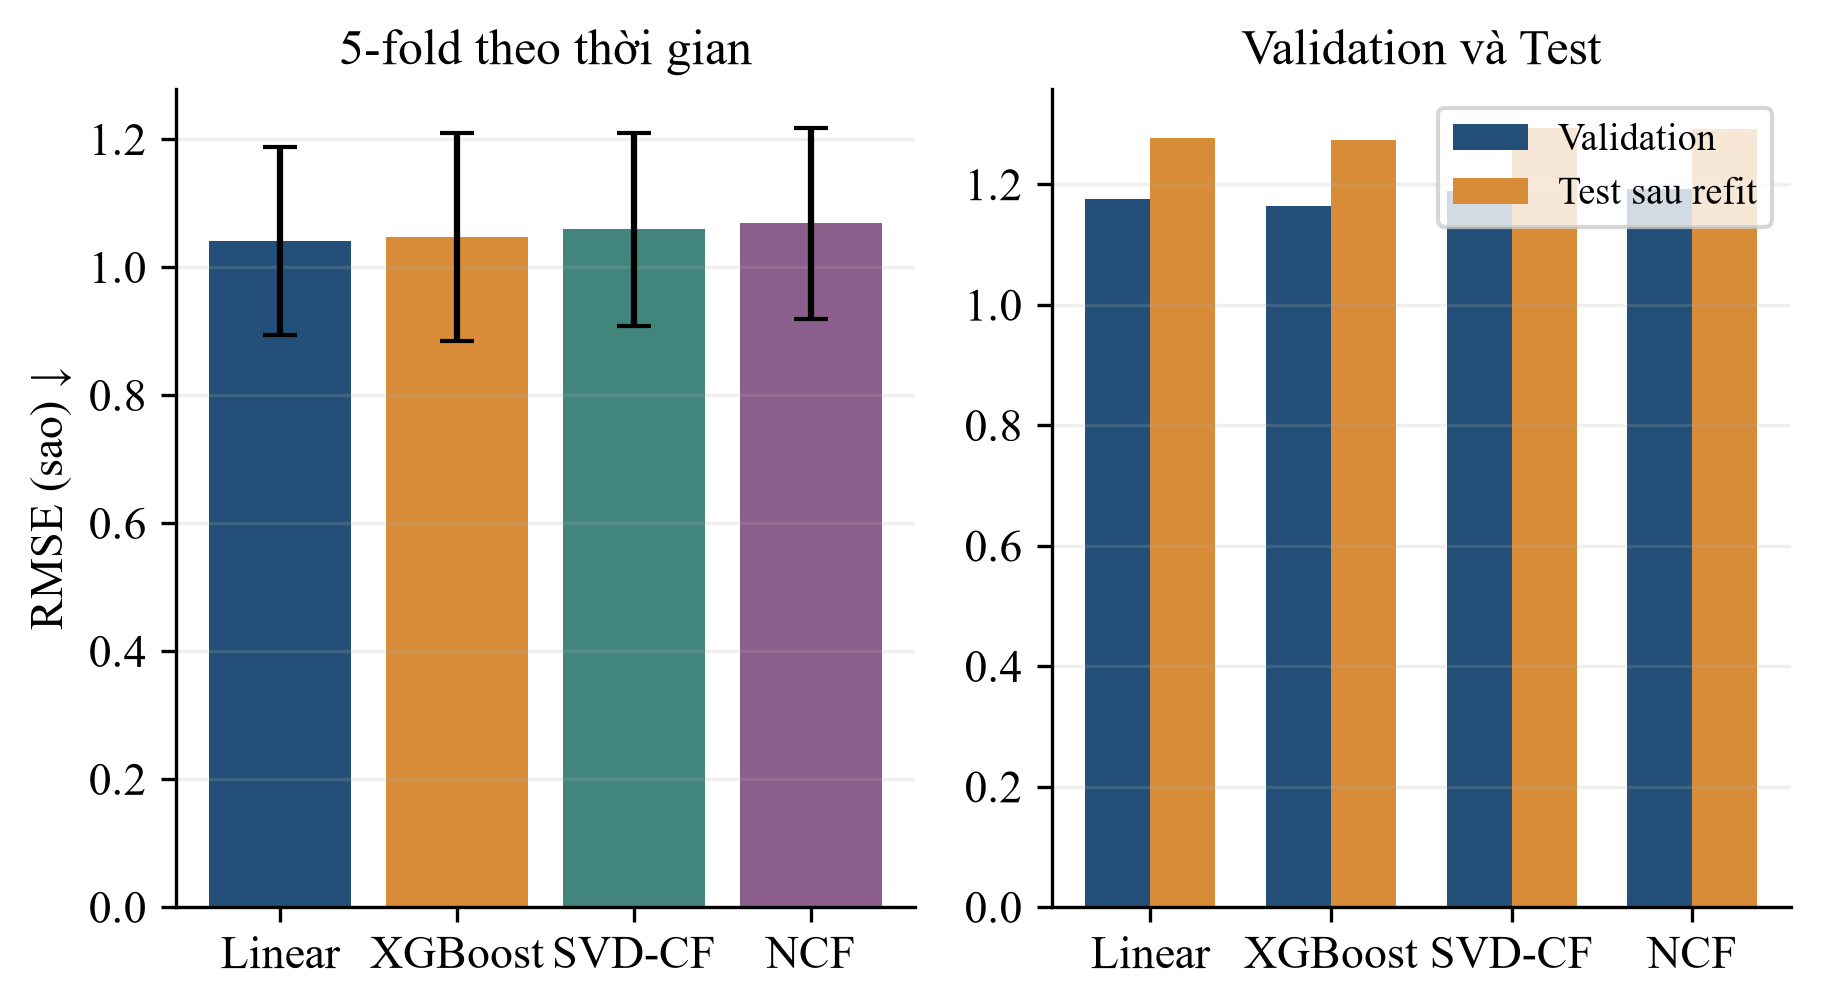 5-fold theo thời gian
RMSE (sao) ↓
1.2
1.0
0.8
0.6
0.4
0.2
0.0
Linear XGBoost SVD-CF NCF
Validation và Test
Validation
Test sau refit
1.2
1.0
0.8
0.6
0.4
0.2
0.0
Linear XGBoost SVD-CF NCF